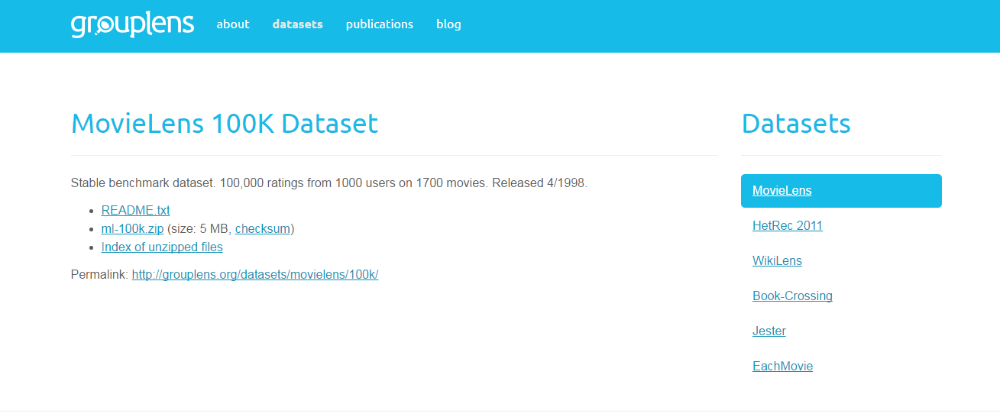 grouplens about datasets publications blog
MovieLens 100K Dataset
Stable benchmark dataset. 100,000 ratings from 1000 users on 1700 movies. Released 4/1998.
README.txt
ml-100k.zip (size: 5 MB, checksum)
Index of unzipped files
Permalink: http://grouplens.org/datasets/movielens/100k/
Datasets
MovieLens
HetRec 2011
WikiLens
Book-Crossing
Jester
EachMovie